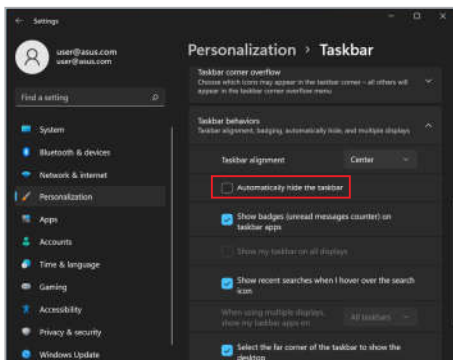 Settings
user@asus.com
user@asus.com
Find a setting
System
Bluetooth & devices
Network & internet
Personalization
Apps
Accounts
Time & language
Gaming
Accessibility
Privacy & security
Windows Update
Personalization > Taskbar
Taskbar corner overflow
Choose which icons may appear in the taskbar corner – all others will
appear in the taskbar corner overflow menu
Taskbar behaviors
Taskbar alignment, badging, automatically hide, and multiple displays
Taskbar alignment
Center
Automatically hide the taskbar
Show badges (unread messages counter) on
taskbar apps
Show my taskbar on all displays
Show recent searches when I hover over the search
icon
When using multiple displays,
show my taskbar apps on
All taskbars
Select the far corner of the taskbar to show the
desktop